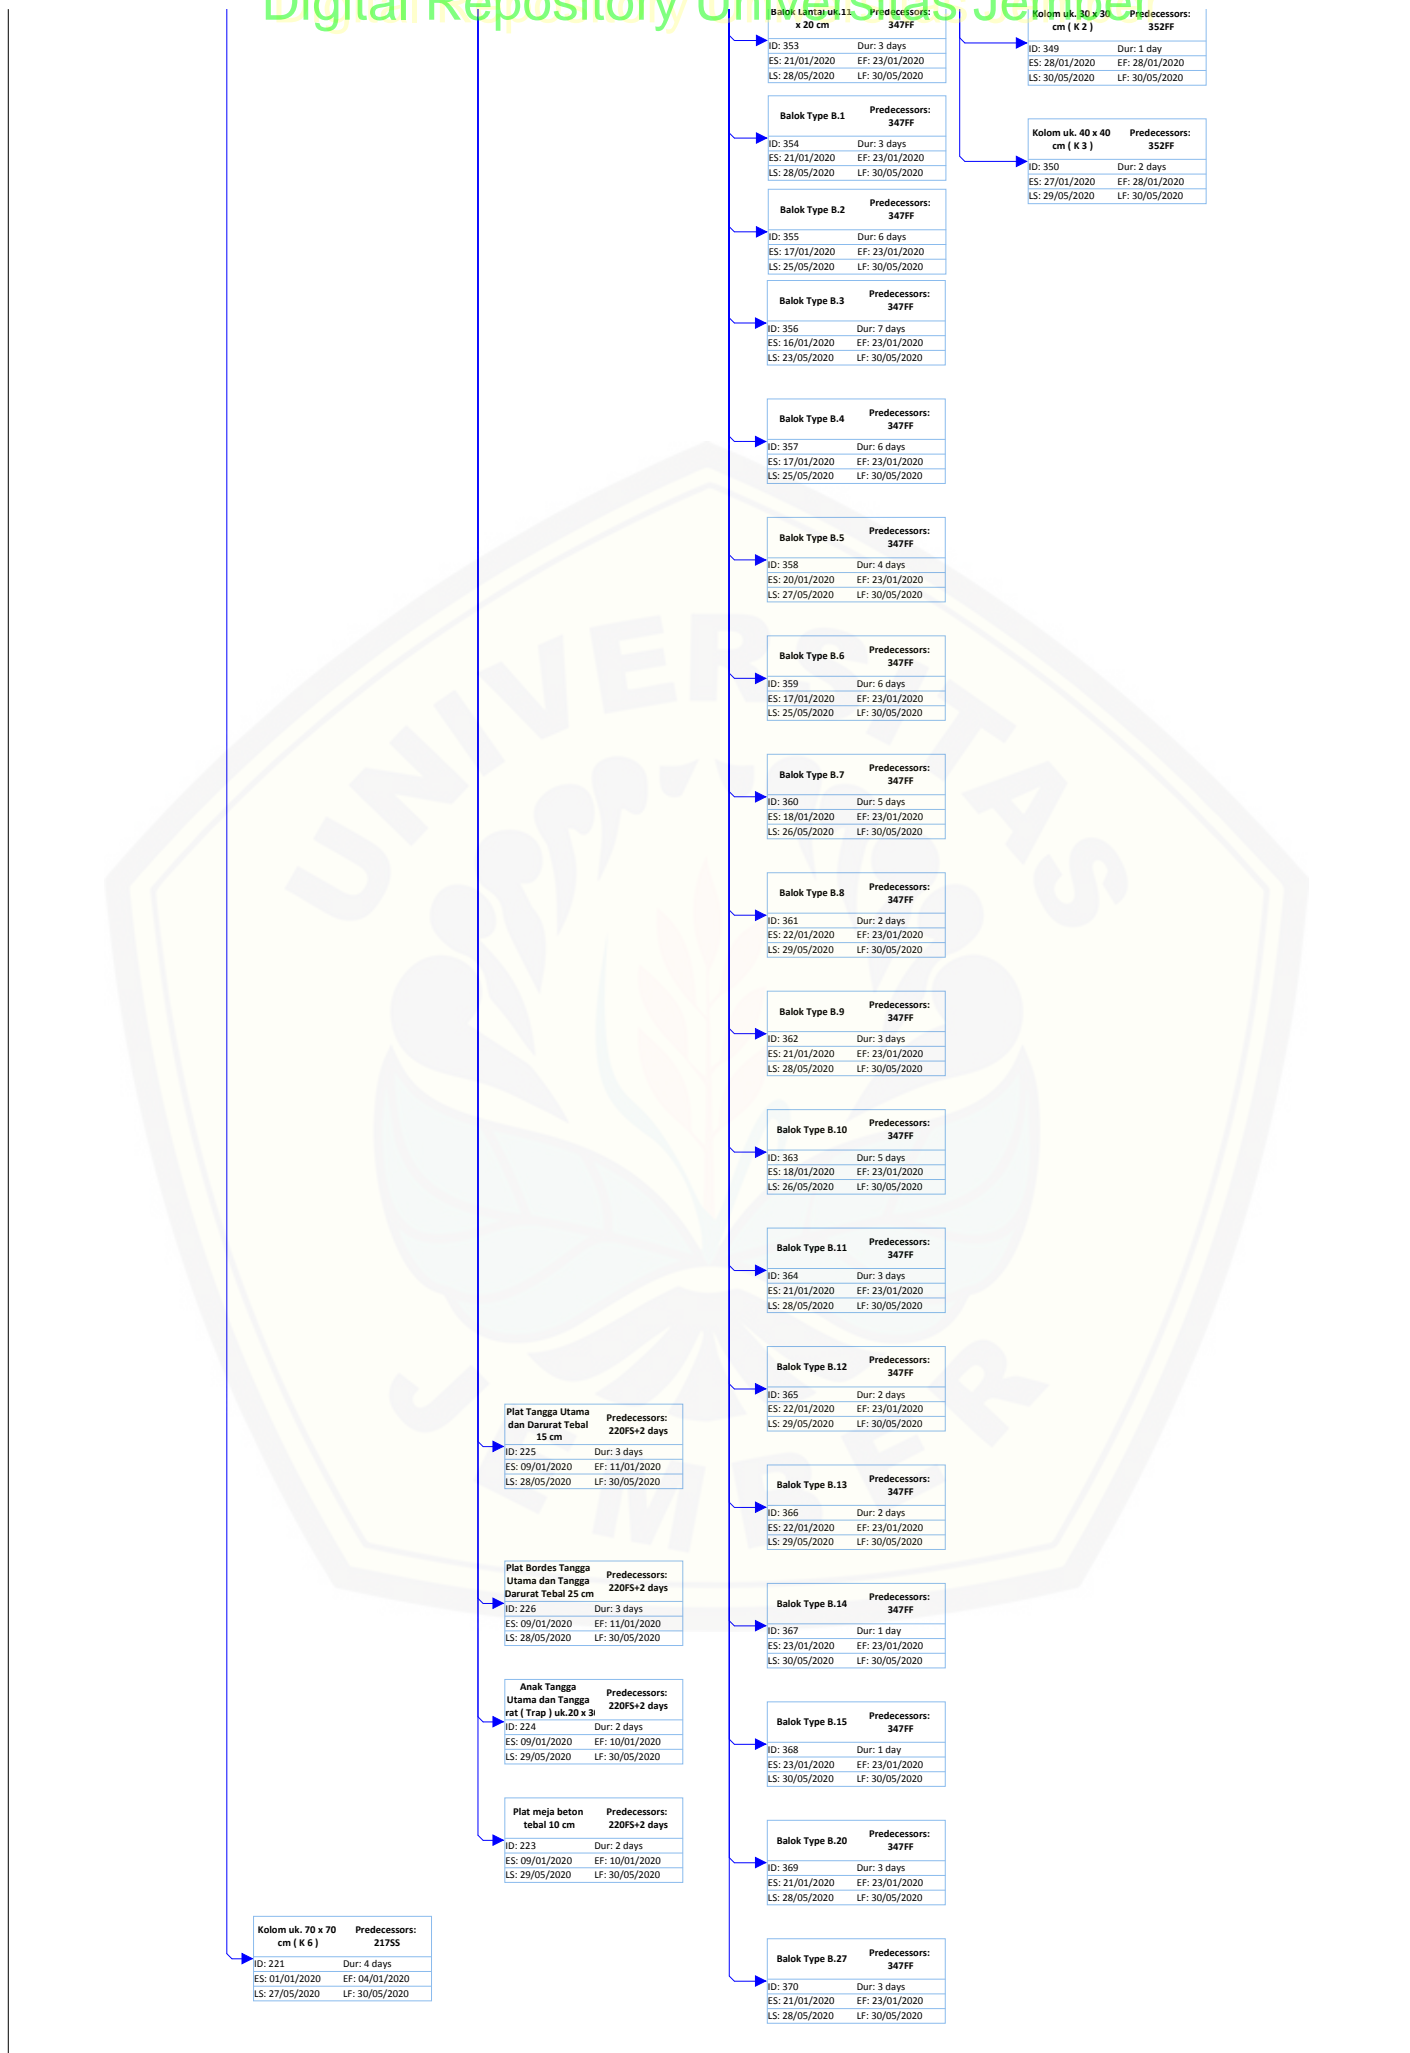 Digital Repository Universitas Jember
Balok Lantai uk.11 x 20 cm
Predecessors: 347FF
ID: 353 Dur: 3 days
ES: 21/01/2020 EF: 23/01/2020
LS: 28/05/2020 LF: 30/05/2020
Kolom uk. 30 x 30 cm ( K 2 )
Predecessors: 352FF
ID: 349 Dur: 1 day
ES: 28/01/2020 EF: 28/01/2020
LS: 30/05/2020 LF: 30/05/2020
Balok Type B.1
Predecessors: 347FF
ID: 354 Dur: 3 days
ES: 21/01/2020 EF: 23/01/2020
LS: 28/05/2020 LF: 30/05/2020
Kolom uk. 40 x 40 cm ( K 3 )
Predecessors: 352FF
ID: 350 Dur: 2 days
ES: 27/01/2020 EF: 28/01/2020
LS: 29/05/2020 LF: 30/05/2020
Balok Type B.2
Predecessors: 347FF
ID: 355 Dur: 6 days
ES: 17/01/2020 EF: 23/01/2020
LS: 25/05/2020 LF: 30/05/2020
Balok Type B.3
Predecessors: 347FF
ID: 356 Dur: 7 days
ES: 16/01/2020 EF: 23/01/2020
LS: 23/05/2020 LF: 30/05/2020
Balok Type B.4
Predecessors: 347FF
ID: 357 Dur: 6 days
ES: 17/01/2020 EF: 23/01/2020
LS: 25/05/2020 LF: 30/05/2020
Balok Type B.5
Predecessors: 347FF
ID: 358 Dur: 4 days
ES: 20/01/2020 EF: 23/01/2020
LS: 27/05/2020 LF: 30/05/2020
Balok Type B.6
Predecessors: 347FF
ID: 359 Dur: 6 days
ES: 17/01/2020 EF: 23/01/2020
LS: 25/05/2020 LF: 30/05/2020
Balok Type B.7
Predecessors: 347FF
ID: 360 Dur: 5 days
ES: 18/01/2020 EF: 23/01/2020
LS: 26/05/2020 LF: 30/05/2020
Balok Type B.8
Predecessors: 347FF
ID: 361 Dur: 2 days
ES: 22/01/2020 EF: 23/01/2020
LS: 29/05/2020 LF: 30/05/2020
Balok Type B.9
Predecessors: 347FF
ID: 362 Dur: 3 days
ES: 21/01/2020 EF: 23/01/2020
LS: 28/05/2020 LF: 30/05/2020
Balok Type B.10
Predecessors: 347FF
ID: 363 Dur: 5 days
ES: 18/01/2020 EF: 23/01/2020
LS: 26/05/2020 LF: 30/05/2020
Balok Type B.11
Predecessors: 347FF
ID: 364 Dur: 3 days
ES: 21/01/2020 EF: 23/01/2020
LS: 28/05/2020 LF: 30/05/2020
Balok Type B.12
Predecessors: 347FF
ID: 365 Dur: 2 days
ES: 22/01/2020 EF: 23/01/2020
LS: 29/05/2020 LF: 30/05/2020
Plat Tangga Utama dan Darurat Tebal 15 cm
Predecessors: 220FS+2 days
ID: 225 Dur: 3 days
ES: 09/01/2020 EF: 11/01/2020
LS: 28/05/2020 LF: 30/05/2020
Balok Type B.13
Predecessors: 347FF
ID: 366 Dur: 2 days
ES: 22/01/2020 EF: 23/01/2020
LS: 29/05/2020 LF: 30/05/2020
Plat Bordes Tangga Utama dan Tangga Darurat Tebal 25 cm
Predecessors: 220FS+2 days
ID: 226 Dur: 3 days
ES: 09/01/2020 EF: 11/01/2020
LS: 28/05/2020 LF: 30/05/2020
Balok Type B.14
Predecessors: 347FF
ID: 367 Dur: 1 day
ES: 23/01/2020 EF: 23/01/2020
LS: 30/05/2020 LF: 30/05/2020
Anak Tangga Utama dan Tangga rat ( Trap ) uk.20 x 3
Predecessors: 220FS+2 days
ID: 224 Dur: 2 days
ES: 09/01/2020 EF: 10/01/2020
LS: 29/05/2020 LF: 30/05/2020
Balok Type B.15
Predecessors: 347FF
ID: 368 Dur: 1 day
ES: 23/01/2020 EF: 23/01/2020
LS: 30/05/2020 LF: 30/05/2020
Plat meja beton tebal 10 cm
Predecessors: 220FS+2 days
ID: 223 Dur: 2 days
ES: 09/01/2020 EF: 10/01/2020
LS: 29/05/2020 LF: 30/05/2020
Balok Type B.20
Predecessors: 347FF
ID: 369 Dur: 3 days
ES: 21/01/2020 EF: 23/01/2020
LS: 28/05/2020 LF: 30/05/2020
Kolom uk. 70 x 70 cm ( K 6 )
Predecessors: 217SS
ID: 221 Dur: 4 days
ES: 01/01/2020 EF: 04/01/2020
LS: 27/05/2020 LF: 30/05/2020
Balok Type B.27
Predecessors: 347FF
ID: 370 Dur: 3 days
ES: 21/01/2020 EF: 23/01/2020
LS: 28/05/2020 LF: 30/05/2020
UNIVERSITAS
JEMBER